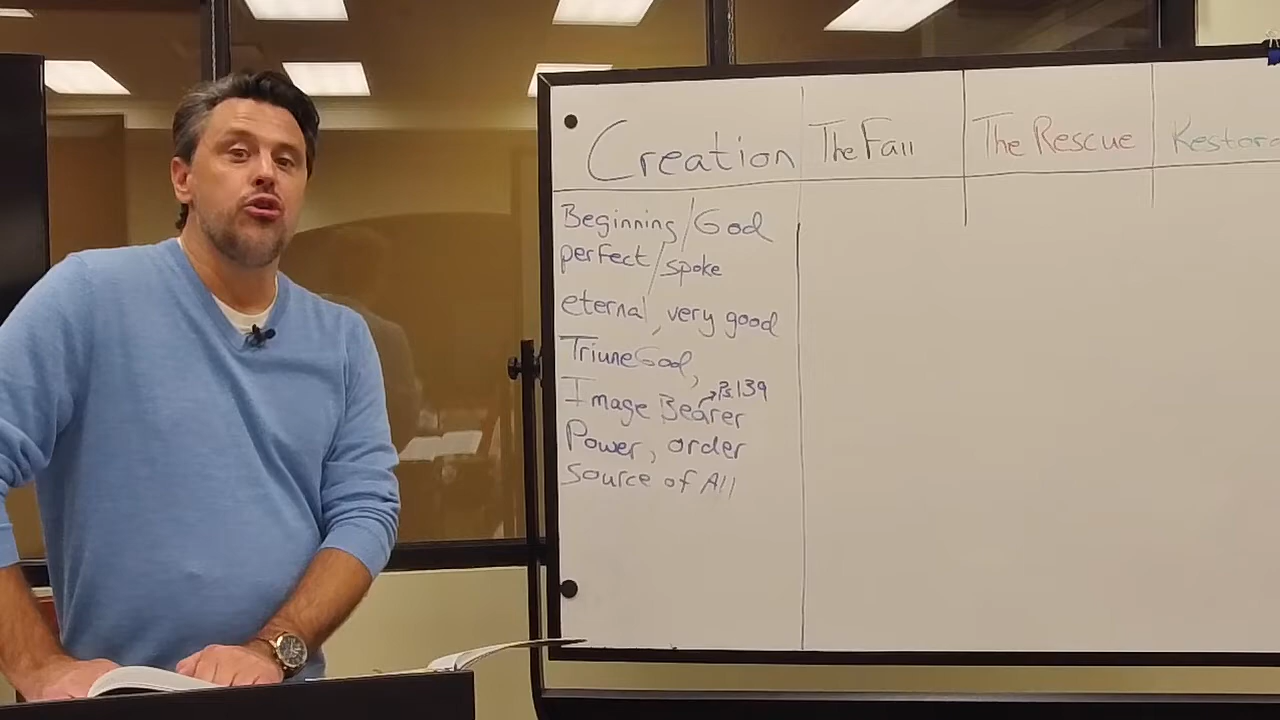 Creation The Fall The Rescue Restora
Beginning/God
perfect/spoke
eternal, very good
Triune God,
→Ps.139
Image Bearer
Power, order
Source of All